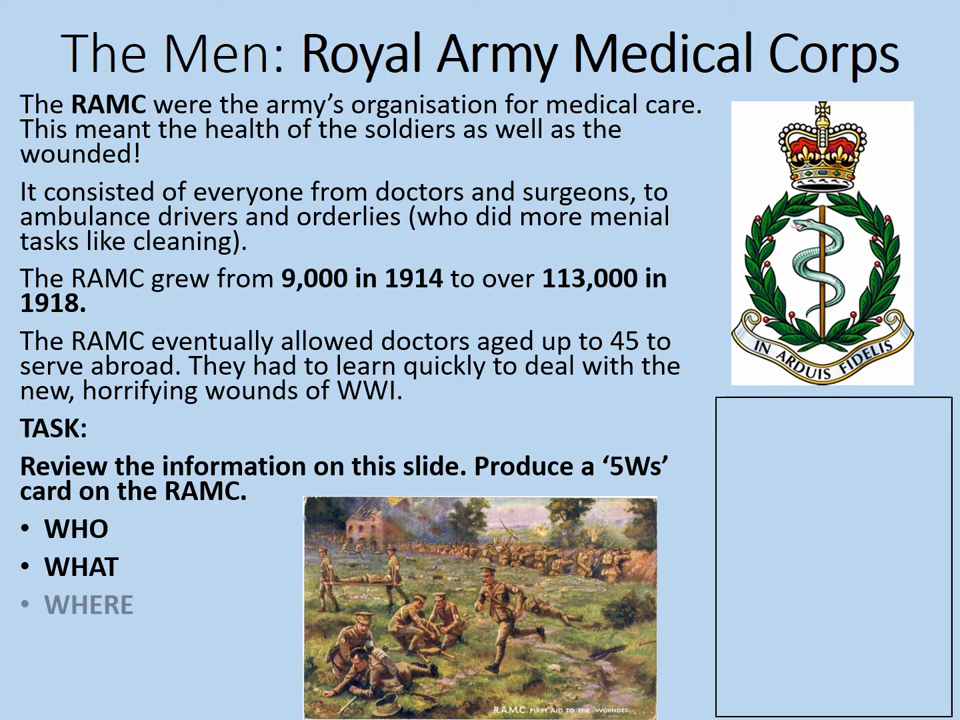 The Men: Royal Army Medical Corps
The RAMC were the army's organisation for medical care.
This meant the health of the soldiers as well as the
wounded!
It consisted of everyone from doctors and surgeons, to
ambulance drivers and orderlies (who did more menial
tasks like cleaning).
The RAMC grew from 9,000 in 1914 to over 113,000 in
1918.
The RAMC eventually allowed doctors aged up to 45 to
serve abroad. They had to learn quickly to deal with the
new, horrifying wounds of WWI.
TASK:
Review the information on this slide. Produce a ‘5Ws’
card on the RAMC.
• WHO
• WHAT
• WHERE
IN ARDUIS FIDELIS
R.A.M.C. FIRST AID TO THE WOUNDED.